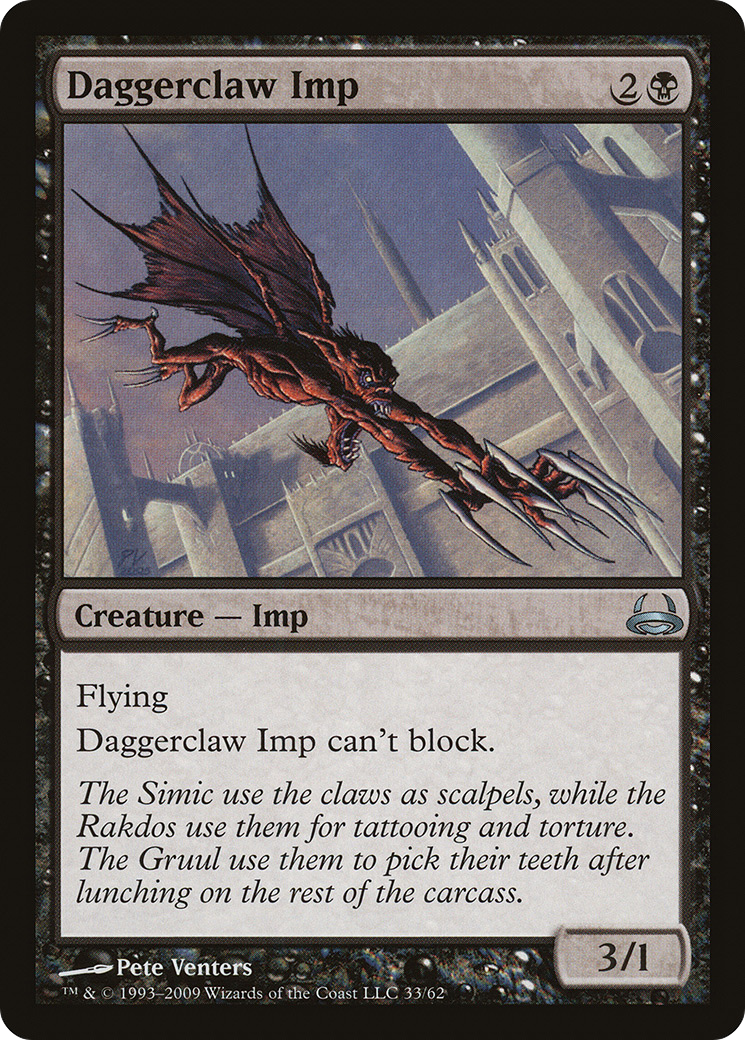 Daggerclaw Imp 2
PV
2005
Creature — Imp
Flying
Daggerclaw Imp can't block.
The Simic use the claws as scalpels, while the
Rakdos use them for tattooing and torture.
The Gruul use them to pick their teeth after
lunching on the rest of the carcass.
3/1
Pete Venters
™ & © 1993–2009 Wizards of the Coast LLC 33/62